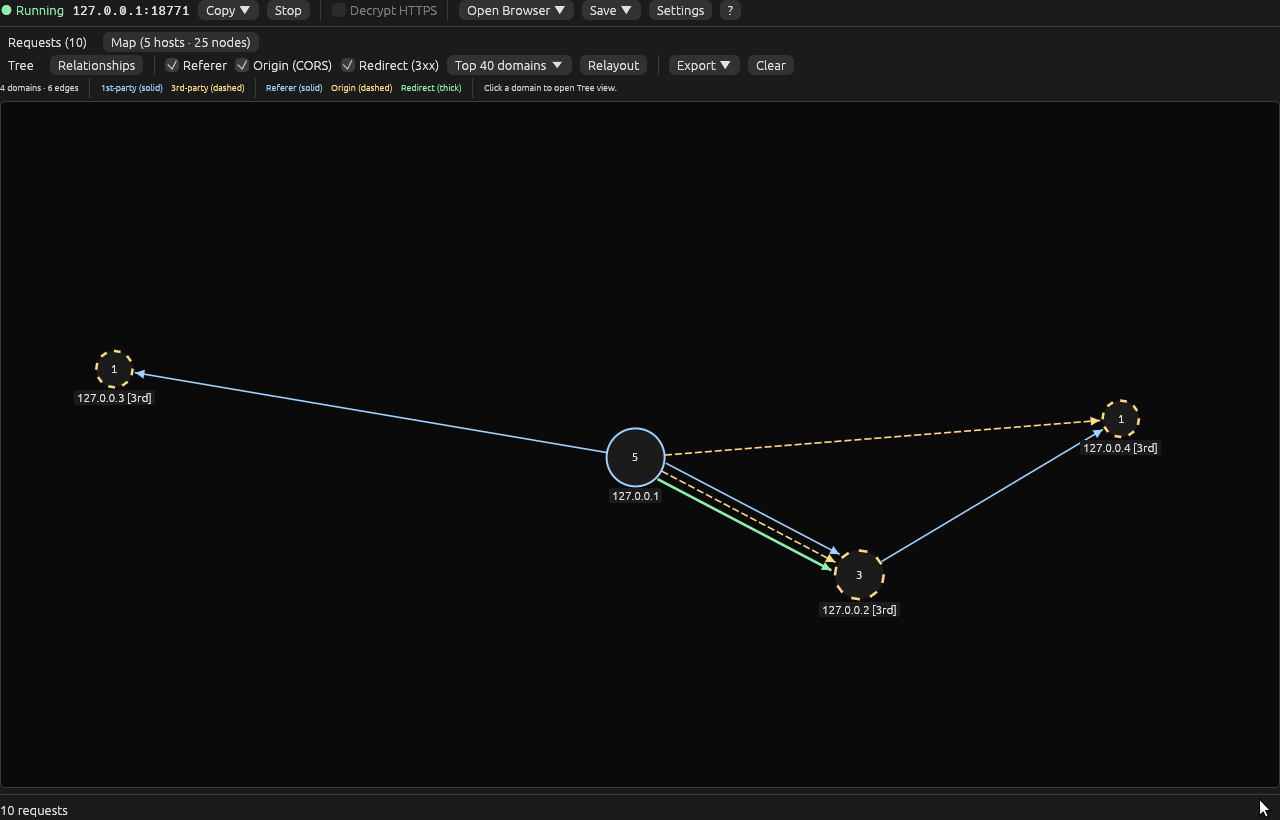 Running 127.0.0.1:18771 Copy ▼ Stop Decrypt HTTPS Open Browser ▼ Save ▼ Settings ?
Requests (10) Map (5 hosts · 25 nodes)
Tree Relationships Referer Origin (CORS) Redirect (3xx) Top 40 domains ▼ Relayout Export ▼ Clear
4 domains · 6 edges 1st-party (solid) 3rd-party (dashed) Referer (solid) Origin (dashed) Redirect (thick) Click a domain to open Tree view.
1
127.0.0.3 [3rd]
1
127.0.0.4 [3rd]
5
127.0.0.1
3
127.0.0.2 [3rd]
10 requests